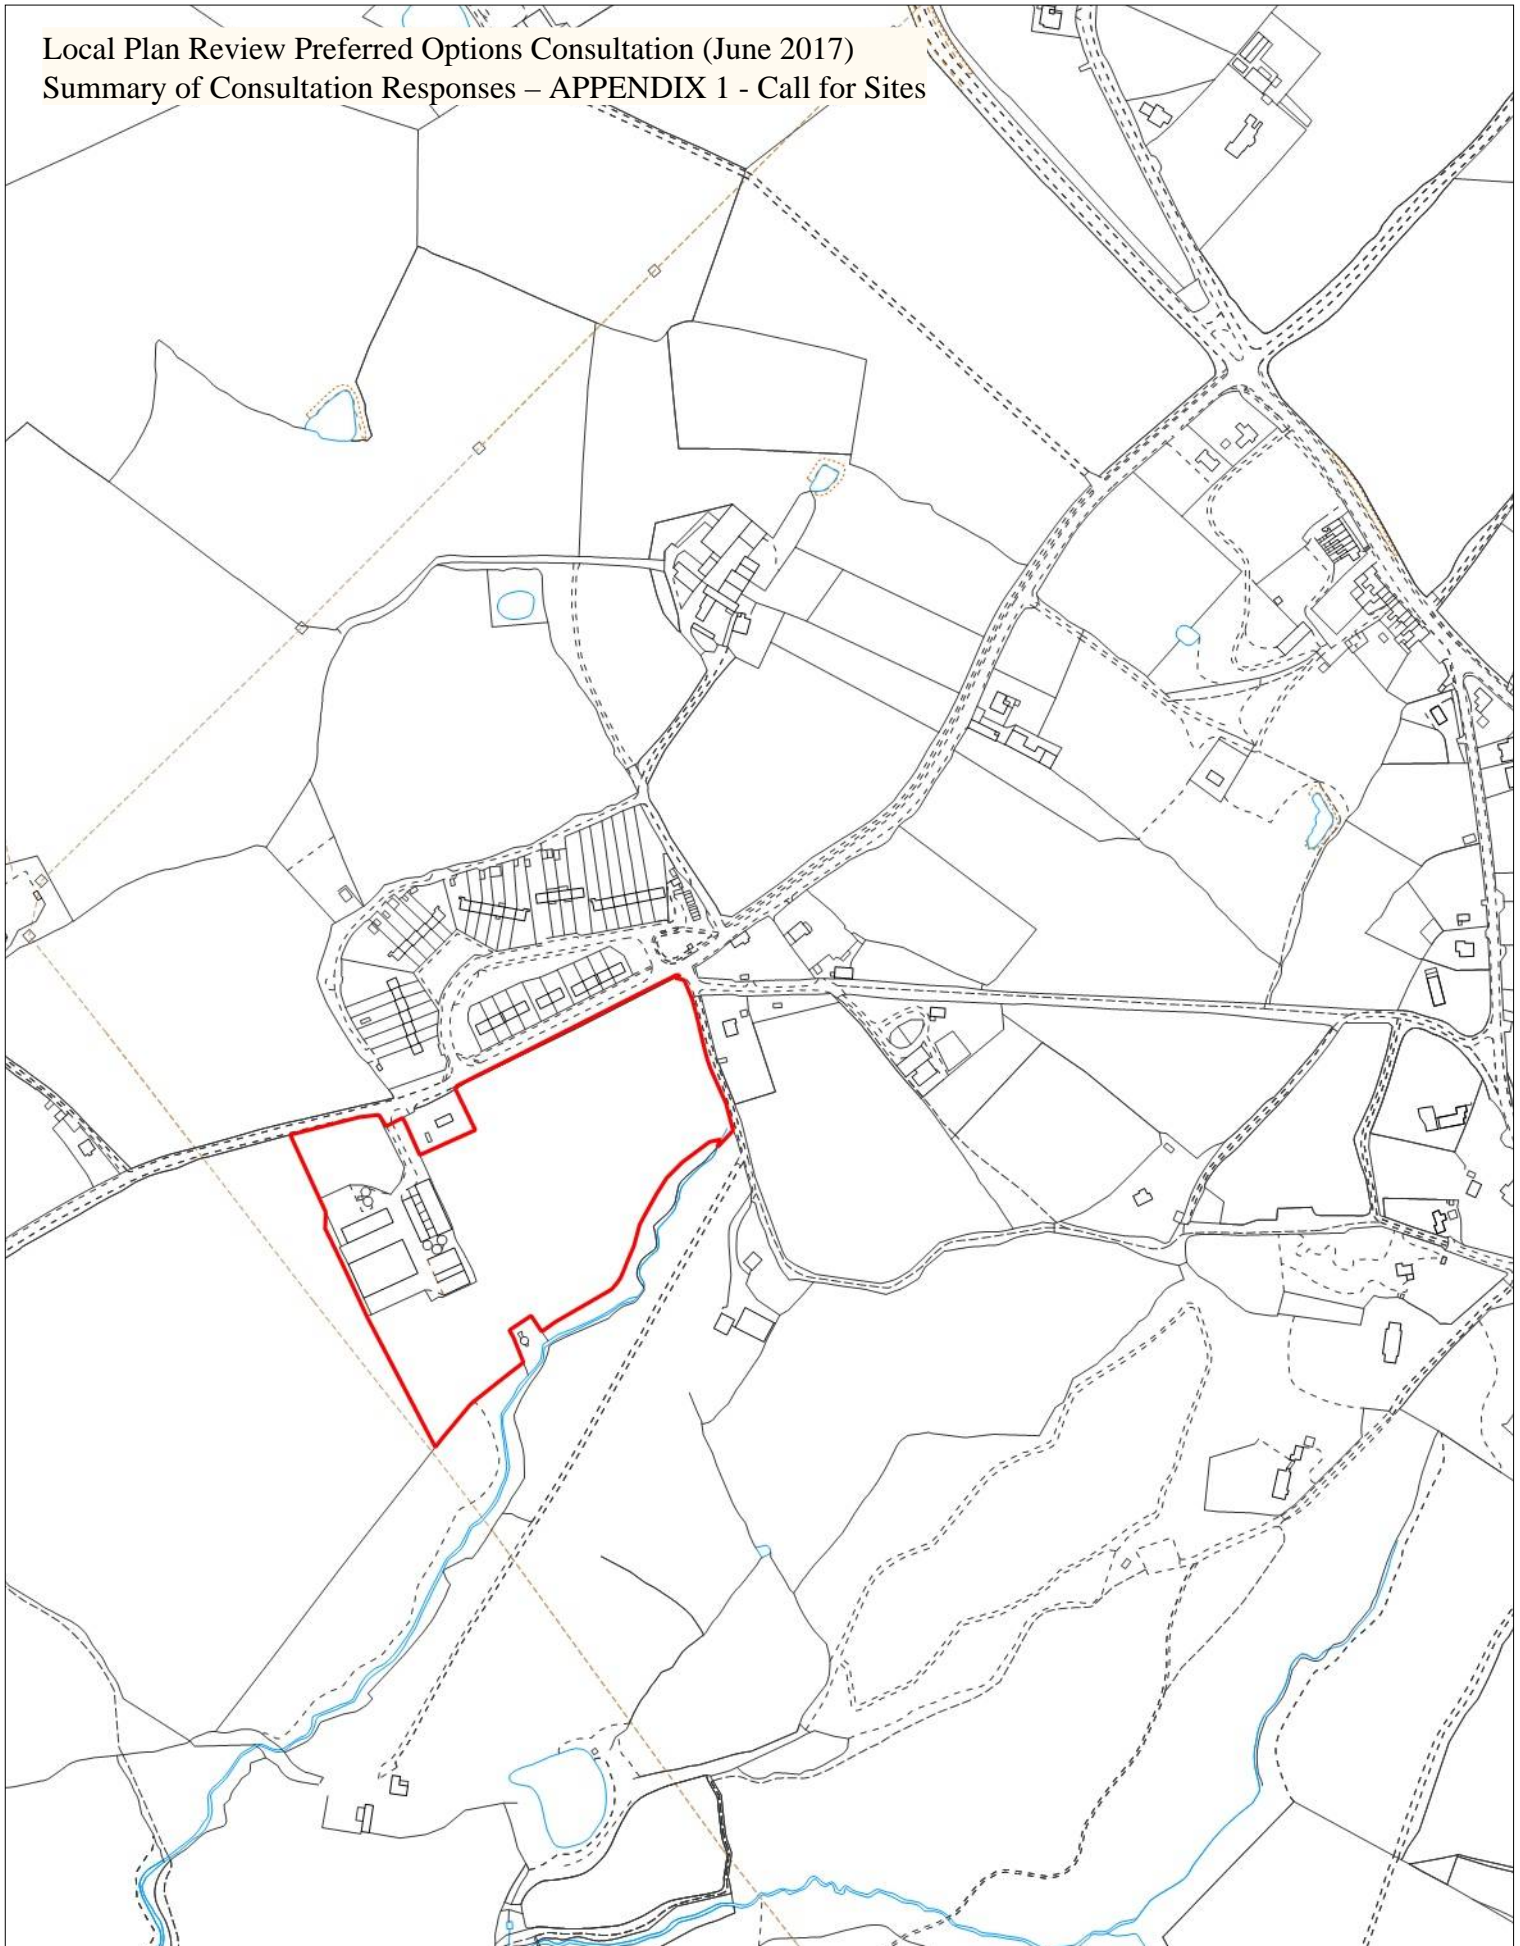 Local Plan Review Preferred Options Consultation (June 2017)
Summary of Consultation Responses – APPENDIX 1 - Call for Sites